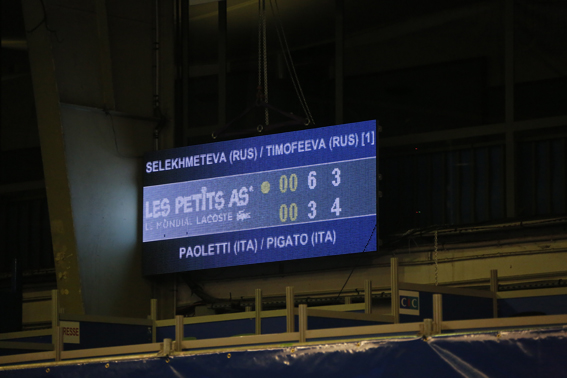 SELEKHMETEVA (RUS) / TIMOFEEVA (RUS) [1]
LES PETITS AS
LE MONDIAL LACOSTE
00 6 3
00 3 4
PAOLETTI (ITA) / PIGATO (ITA)
RESSE